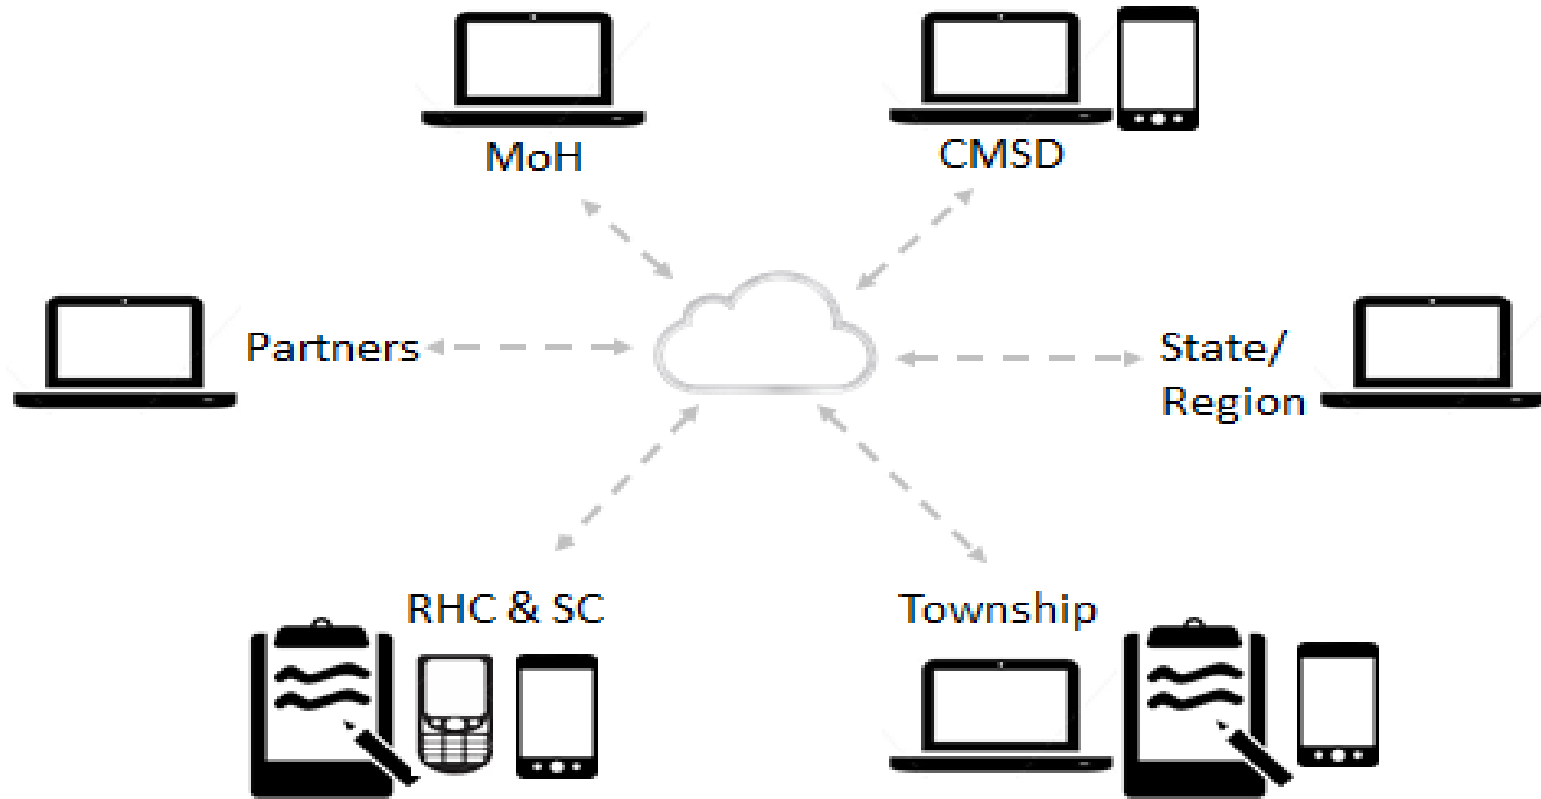 MoH
CMSD
Partners
State/
Region
RHC & SC
Township